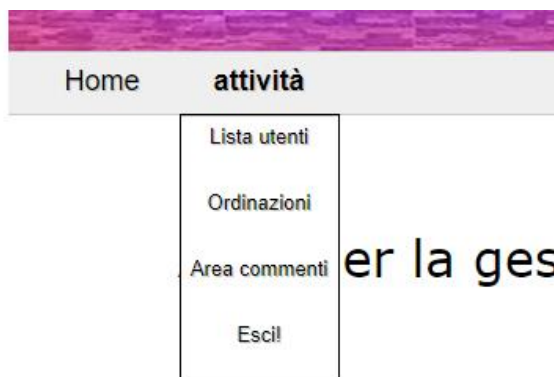 Home attività
Lista utenti
Ordinazioni
Area commenti er la ges
Esci!